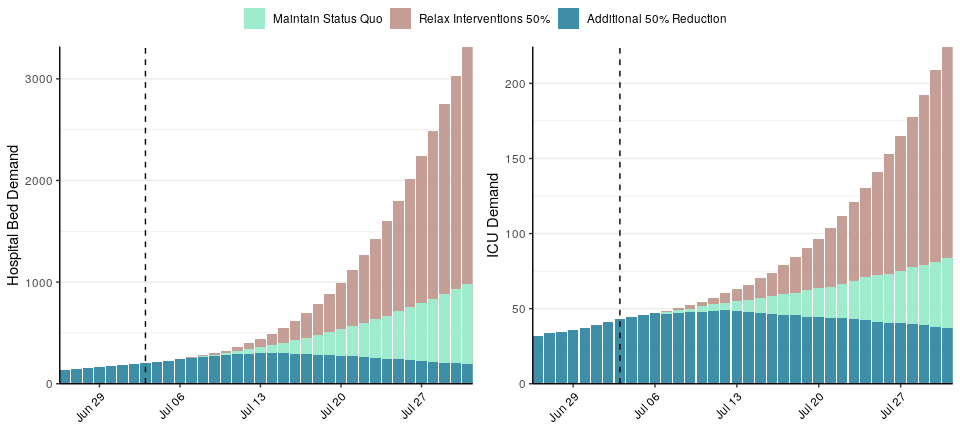 Maintain Status Quo Relax Interventions 50% Additional 50% Reduction
Hospital Bed Demand
3000
2000
1000
0
Jun 29 Jul 06 Jul 13 Jul 20 Jul 27
ICU Demand
200
150
100
50
0
Jun 29 Jul 06 Jul 13 Jul 20 Jul 27